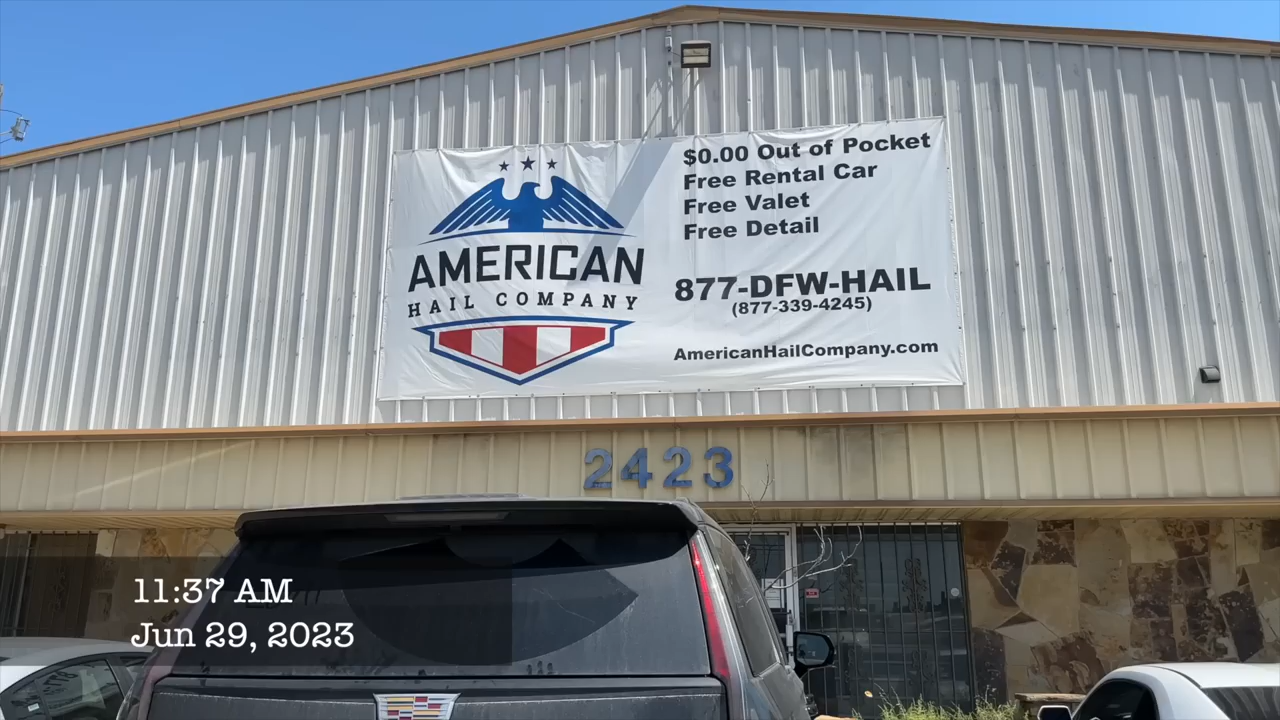 $0.00 Out of Pocket
Free Rental Car
Free Valet
Free Detail
AMERICAN
HAIL COMPANY
877-DFW-HAIL
(877-339-4245)
AmericanHailCompany.com
2423
11:37 AM
Jun 29, 2023